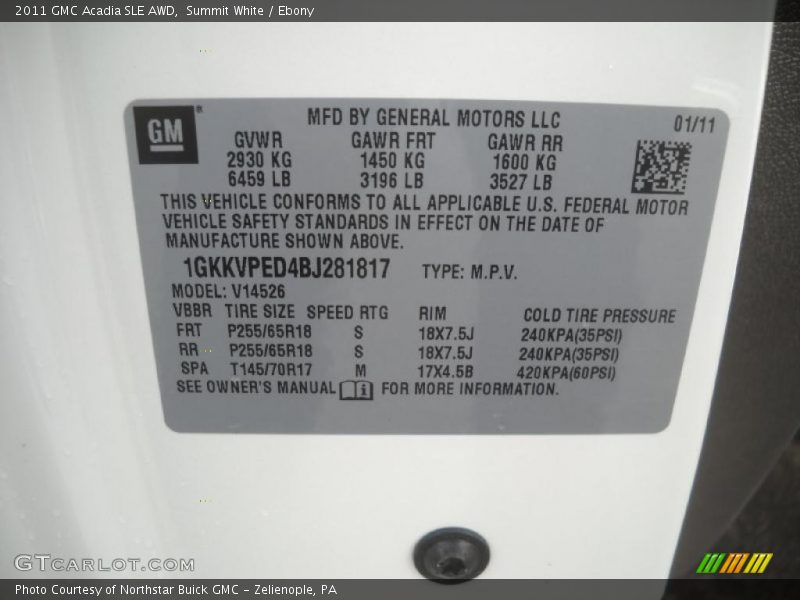 2011 GMC Acadia SLE AWD, Summit White / Ebony
GM®
MFD BY GENERAL MOTORS LLC
01/11
GVWR GAWR FRT GAWR RR
2930 KG 1450 KG 1600 KG
6459 LB 3196 LB 3527 LB
THIS VEHICLE CONFORMS TO ALL APPLICABLE U.S. FEDERAL MOTOR
VEHICLE SAFETY STANDARDS IN EFFECT ON THE DATE OF
MANUFACTURE SHOWN ABOVE.
1GKKVPED4BJ281817 TYPE: M.P.V.
MODEL: V14526
VBBR TIRE SIZE SPEED RTG RIM COLD TIRE PRESSURE
FRT P255/65R18 S 18X7.5J 240KPA(35PSI)
RR P255/65R18 S 18X7.5J 240KPA(35PSI)
SPA T145/70R17 M 17X4.5B 420KPA(60PSI)
SEE OWNER'S MANUAL FOR MORE INFORMATION.
GTCARLOT.COM
Photo Courtesy of Northstar Buick GMC - Zelienople, PA